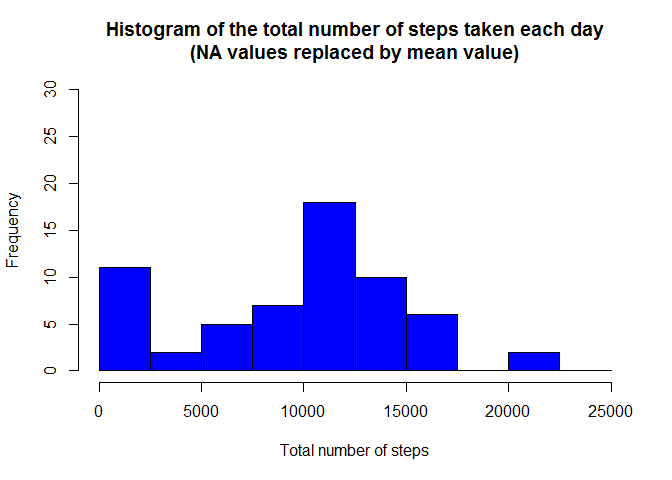 Histogram of the total number of steps taken each day
(NA values replaced by mean value)
30
25
20
15
10
5
0
Frequency
0 5000 10000 15000 20000 25000
Total number of steps